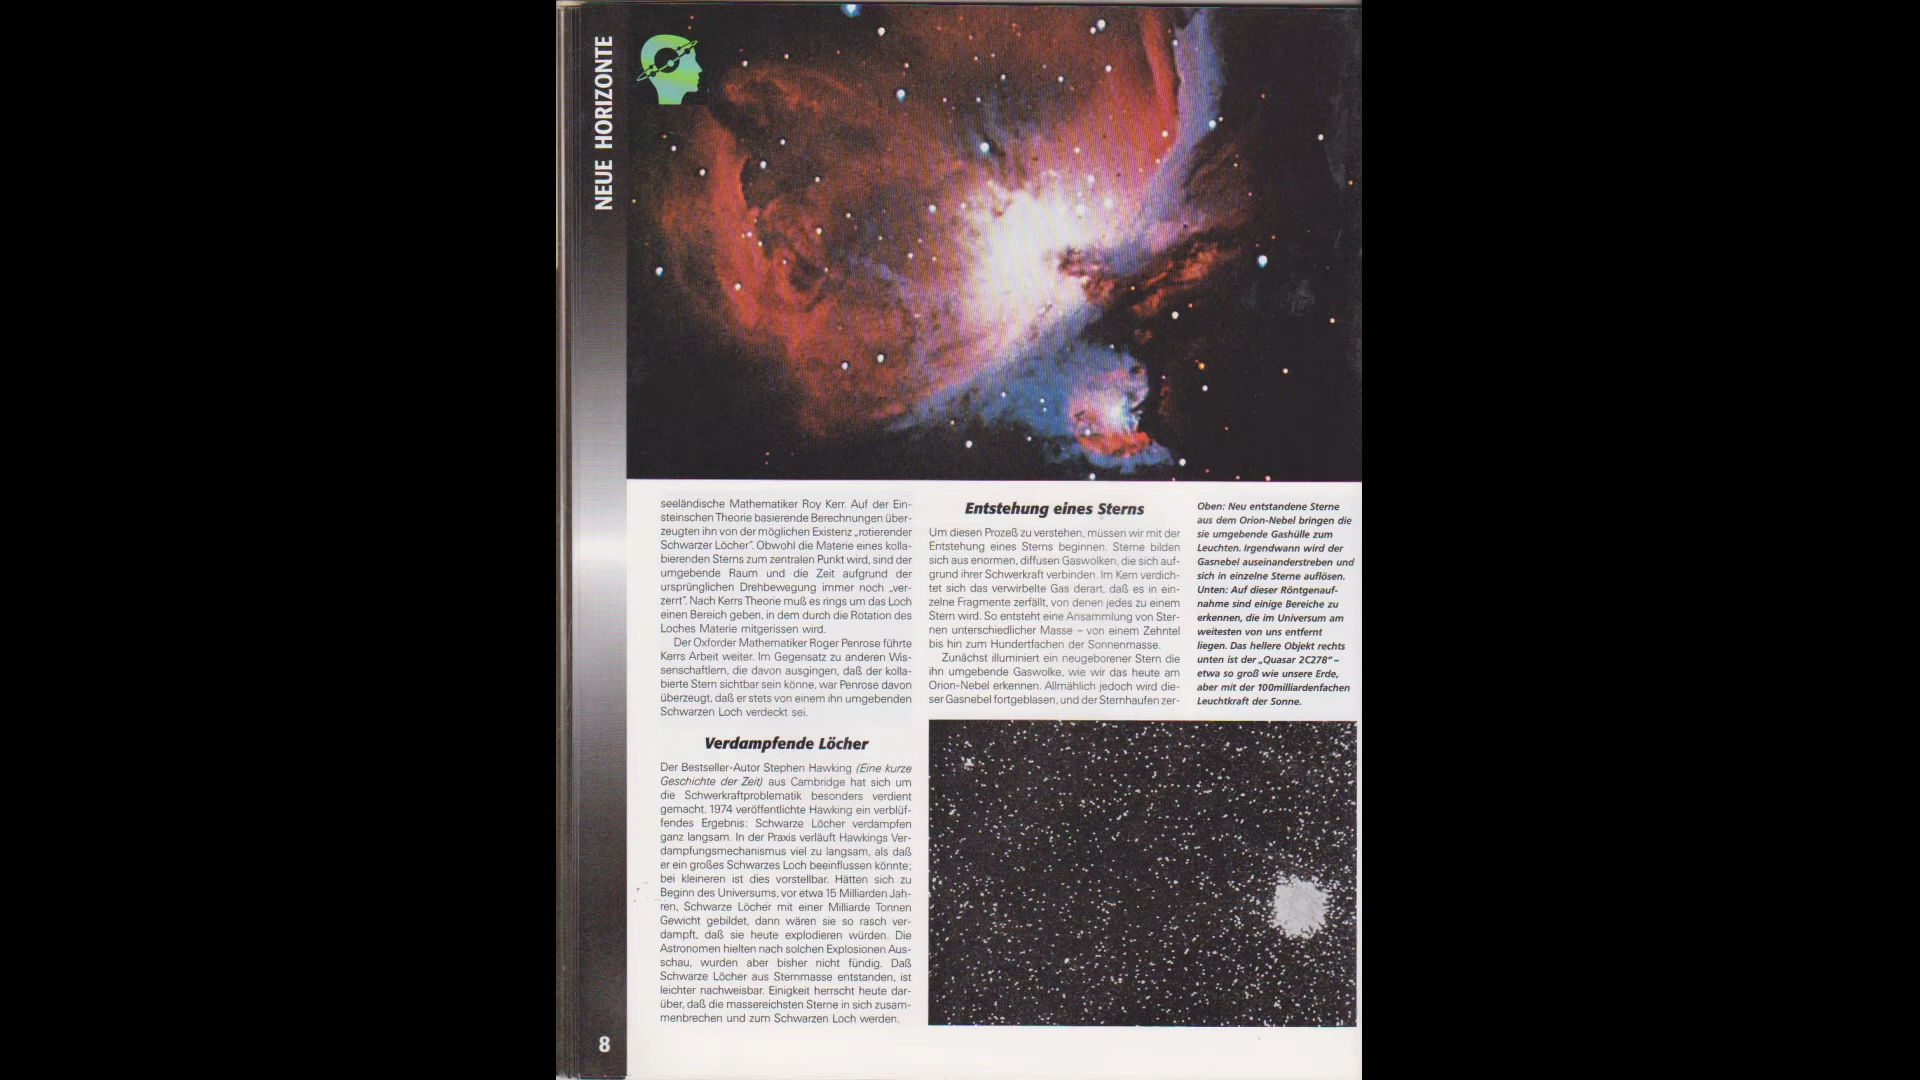 NEUE HORIZONTE
seeländische Mathematiker Roy Kerr. Auf der Ein-
steinschen Theorie basierende Berechnungen über-
zeugten ihn von der möglichen Existenz „rotierender
Schwarzer Löcher“. Obwohl die Materie eines kolla-
bierenden Sterns zum zentralen Punkt wird, sind der
umgebende Raum und die Zeit aufgrund der
ursprünglichen Drehbewegung immer noch „ver-
zerrt“. Nach Kerrs Theorie muß es rings um das Loch
einen Bereich geben, in dem durch die Rotation des
Loches Materie mitgerissen wird.
Der Oxforder Mathematiker Roger Penrose führte
Kerrs Arbeit weiter. Im Gegensatz zu anderen Wis-
senschaftlern, die davon ausgingen, daß der kolla-
bierte Stern sichtbar sein könne, war Penrose davon
überzeugt, daß er stets von einem ihn umgebenden
Schwarzen Loch verdeckt sei.
Verdampfende Löcher
Der Bestseller-Autor Stephen Hawking (Eine kurze
Geschichte der Zeit) aus Cambridge hat sich um
die Schwerkraftproblematik besonders verdient
gemacht. 1974 veröffentlichte Hawking ein verblüf-
fendes Ergebnis: Schwarze Löcher verdampfen
ganz langsam. In der Praxis verläuft Hawkings Ver-
dampfungsmechanismus viel zu langsam, als daß
er ein großes Schwarzes Loch beeinflussen könnte;
bei kleineren ist dies vorstellbar. Hätten sich zu
Beginn des Universums, vor etwa 15 Milliarden Jah-
ren, Schwarze Löcher mit einer Milliarde Tonnen
Gewicht gebildet, dann wären sie so rasch ver-
dampft, daß sie heute explodieren würden. Die
Astronomen hielten nach solchen Explosionen Aus-
schau, wurden aber bisher nicht fündig. Daß
Schwarze Löcher aus Sternmasse entstanden, ist
leichter nachweisbar. Einigkeit herrscht heute dar-
über, daß die massereichsten Sterne in sich zusam-
menbrechen und zum Schwarzen Loch werden.
Entstehung eines Sterns
Um diesen Prozeß zu verstehen, müssen wir mit der
Entstehung eines Sterns beginnen. Sterne bilden
sich aus enormen, diffusen Gaswolken, die sich auf-
grund ihrer Schwerkraft verbinden. Im Kern verdich-
tet sich das verwirbelte Gas derart, daß es in ein-
zelne Fragmente zerfällt, von denen jedes zu einem
Stern wird. So entsteht eine Ansammlung von Ster-
nen unterschiedlicher Masse – von einem Zehntel
bis hin zum Hundertfachen der Sonnenmasse.
Zunächst illuminiert ein neugeborener Stern die
ihn umgebende Gaswolke, wie wir das heute am
Orion-Nebel erkennen. Allmählich jedoch wird die-
ser Gasnebel fortgeblasen, und der Sternhaufen zer-
Oben: Neu entstandene Sterne
aus dem Orion-Nebel bringen die
sie umgebende Gashülle zum
Leuchten. Irgendwann wird der
Gasnebel auseinanderstreben und
sich in einzelne Sterne auflösen.
Unten: Auf dieser Röntgenauf-
nahme sind einige Bereiche zu
erkennen, die im Universum am
weitesten von uns entfernt
liegen. Das hellere Objekt rechts
unten ist der „Quasar 2C278“ –
etwa so groß wie unsere Erde,
aber mit der 100milliardenfachen
Leuchtkraft der Sonne.
8